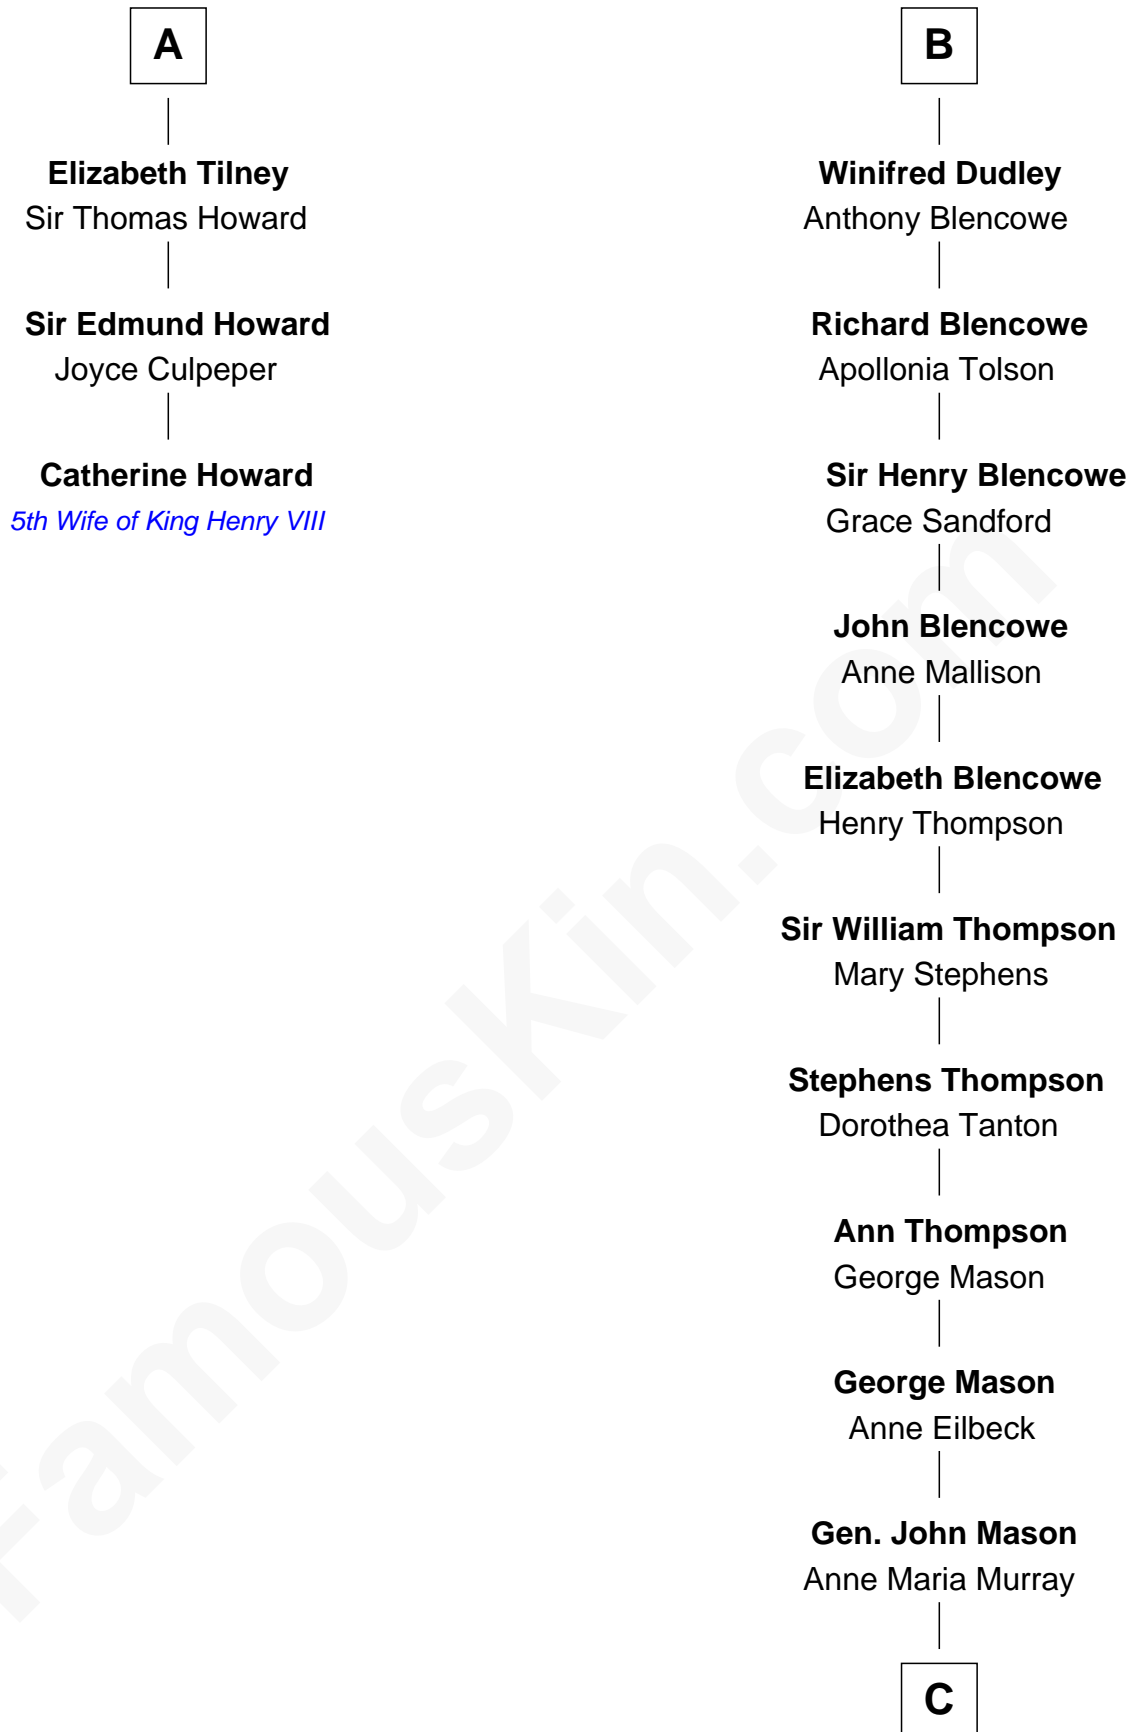 A
Elizabeth Tilney
Sir Thomas Howard
Sir Edmund Howard
Joyce Culpeper
Catherine Howard
5th Wife of King Henry VIII
B
Winifred Dudley
Anthony Blencowe
Richard Blencowe
Apollonia Tolson
Sir Henry Blencowe
Grace Sandford
John Blencowe
Anne Mallison
Elizabeth Blencowe
Henry Thompson
Sir William Thompson
Mary Stephens
Stephens Thompson
Dorothea Tanton
Ann Thompson
George Mason
George Mason
Anne Eilbeck
Gen. John Mason
Anne Maria Murray
C
FamousKin.com